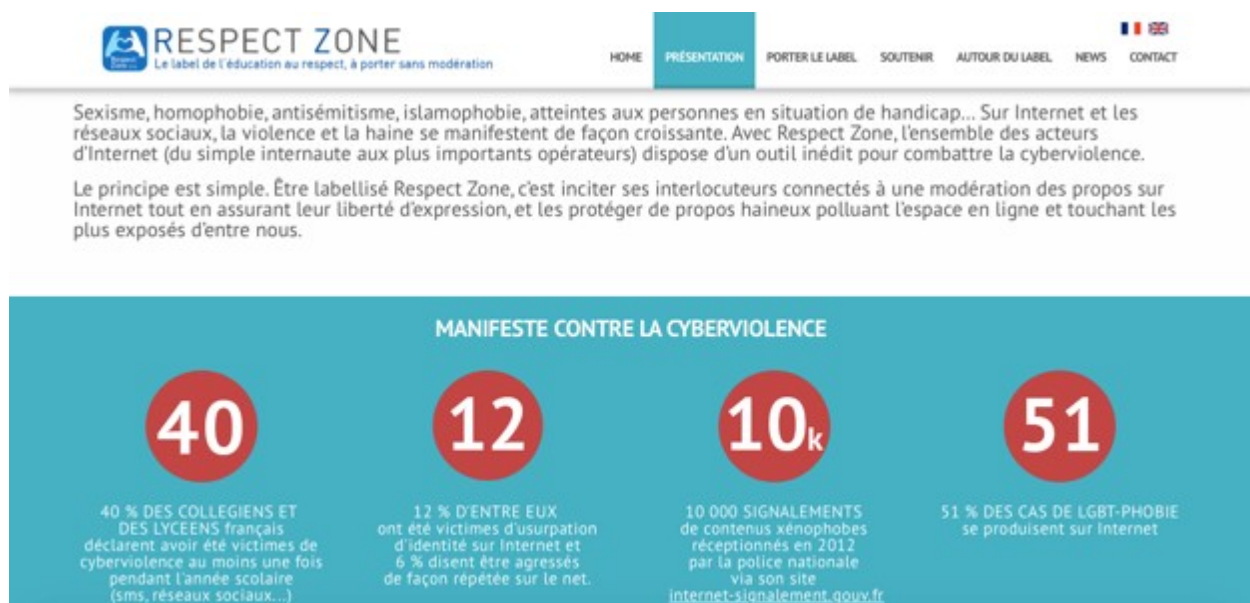 RESPECT ZONE
Le label de l'éducation au respect, à porter sans modération
HOME PRÉSENTATION PORTER LE LABEL SOUTENIR AUTOUR DU LABEL NEWS CONTACT
Sexisme, homophobie, antisémitisme, islamophobie, atteintes aux personnes en situation de handicap... Sur Internet et les
réseaux sociaux, la violence et la haine se manifestent de façon croissante. Avec Respect Zone, l'ensemble des acteurs
d'Internet (du simple internaute aux plus importants opérateurs) dispose d'un outil inédit pour combattre la cyberviolence.
Le principe est simple. Être labellisé Respect Zone, c'est inciter ses interlocuteurs connectés à une modération des propos sur
Internet tout en assurant leur liberté d'expression, et les protéger de propos haineux polluant l'espace en ligne et touchant les
plus exposés d'entre nous.
MANIFESTE CONTRE LA CYBERVIOLENCE
40
40 % DES COLLEGIENS ET
DES LYCEENS français
déclarent avoir été victimes de
cyberviolence au moins une fois
pendant l'année scolaire
(sms, réseaux sociaux...)
12
12 % D'ENTRE EUX
ont été victimes d'usurpation
d'identité sur Internet et
6 % disent être agressés
de façon répétée sur le net.
10k
10 000 SIGNALEMENTS
de contenus xénophobes
réceptionnés en 2012
par la police nationale
via son site
internet-signalement.gouv.fr
51
51 % DES CAS DE LGBT-PHOBIE
se produisent sur Internet